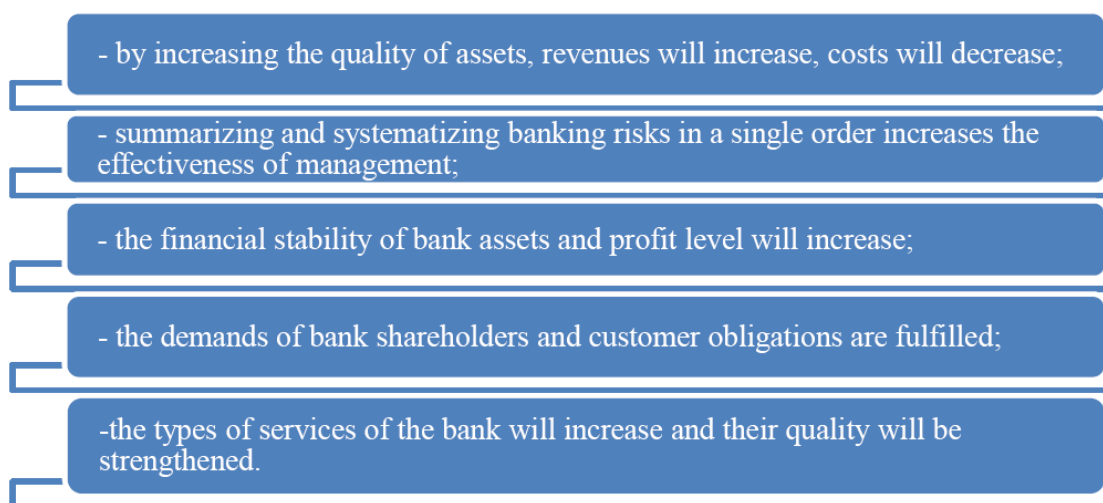 - by increasing the quality of assets, revenues will increase, costs will decrease;
- summarizing and systematizing banking risks in a single order increases the
effectiveness of management;
- the financial stability of bank assets and profit level will increase;
- the demands of bank shareholders and customer obligations are fulfilled;
-the types of services of the bank will increase and their quality will be
strengthened.